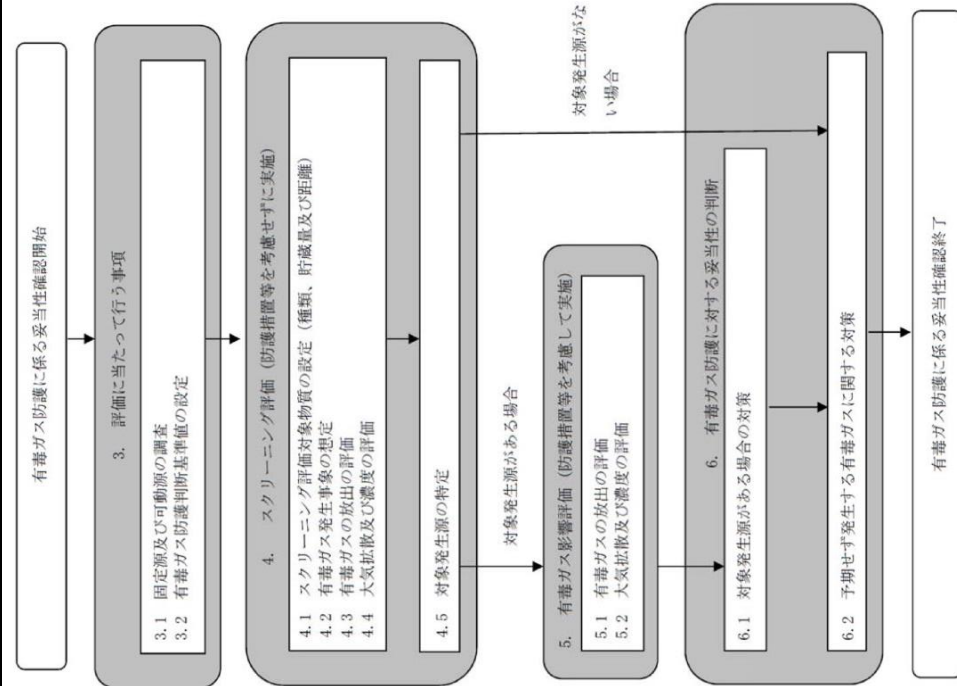 有毒ガス防護に係る妥当性確認開始
3. 評価に当たって行う事項
3.1 固定源及び可動源の調査
3.2 有毒ガス防護判断基準値の設定
4. スクリーニング評価（防護措置等を考慮せずに実施）
4.1 スクリーニング評価対象物質の設定（種類、貯蔵量及び距離）
4.2 有毒ガス発生事象の想定
4.3 有毒ガスの放出の評価
4.4 大気拡散及び濃度の評価
4.5 対象発生源の特定
対象発生源がある場合
対象発生源がな
い場合
5. 有毒ガス影響評価（防護措置等を考慮して実施）
5.1 有毒ガスの放出の評価
5.2 大気拡散及び濃度の評価
6. 有毒ガス防護に対する妥当性の判断
6.1 対象発生源がある場合の対策
6.2 予期せず発生する有毒ガスに関する対策
有毒ガス防護に係る妥当性確認終了